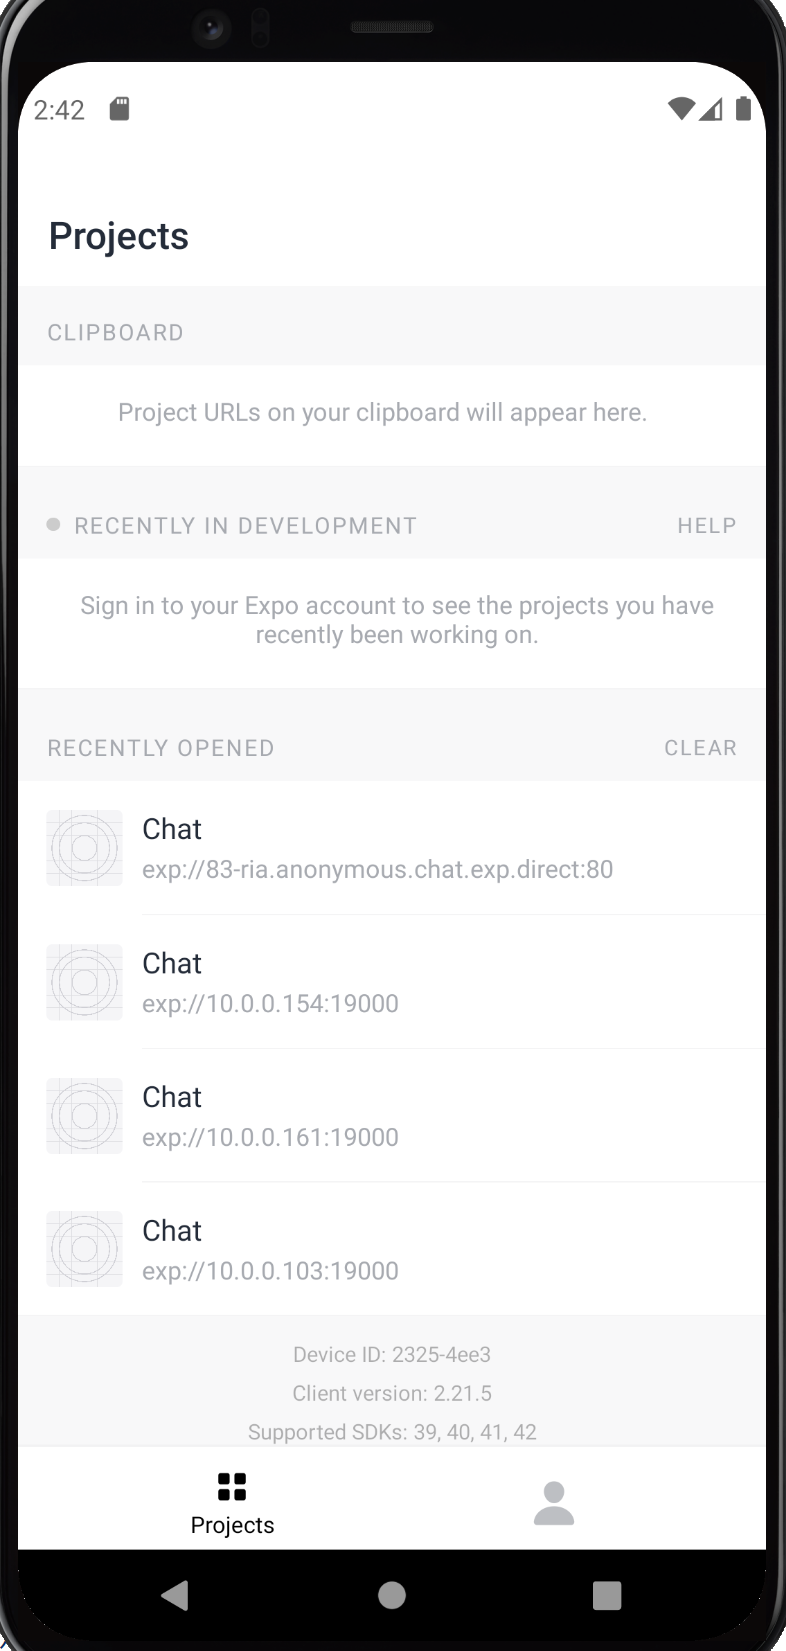 2:42
Projects
CLIPBOARD
Project URLs on your clipboard will appear here.
RECENTLY IN DEVELOPMENT HELP
Sign in to your Expo account to see the projects you have
recently been working on.
RECENTLY OPENED CLEAR
Chat
exp://83-ria.anonymous.chat.exp.direct:80
Chat
exp://10.0.0.154:19000
Chat
exp://10.0.0.161:19000
Chat
exp://10.0.0.103:19000
Device ID: 2325-4ee3
Client version: 2.21.5
Supported SDKs: 39, 40, 41, 42
Projects